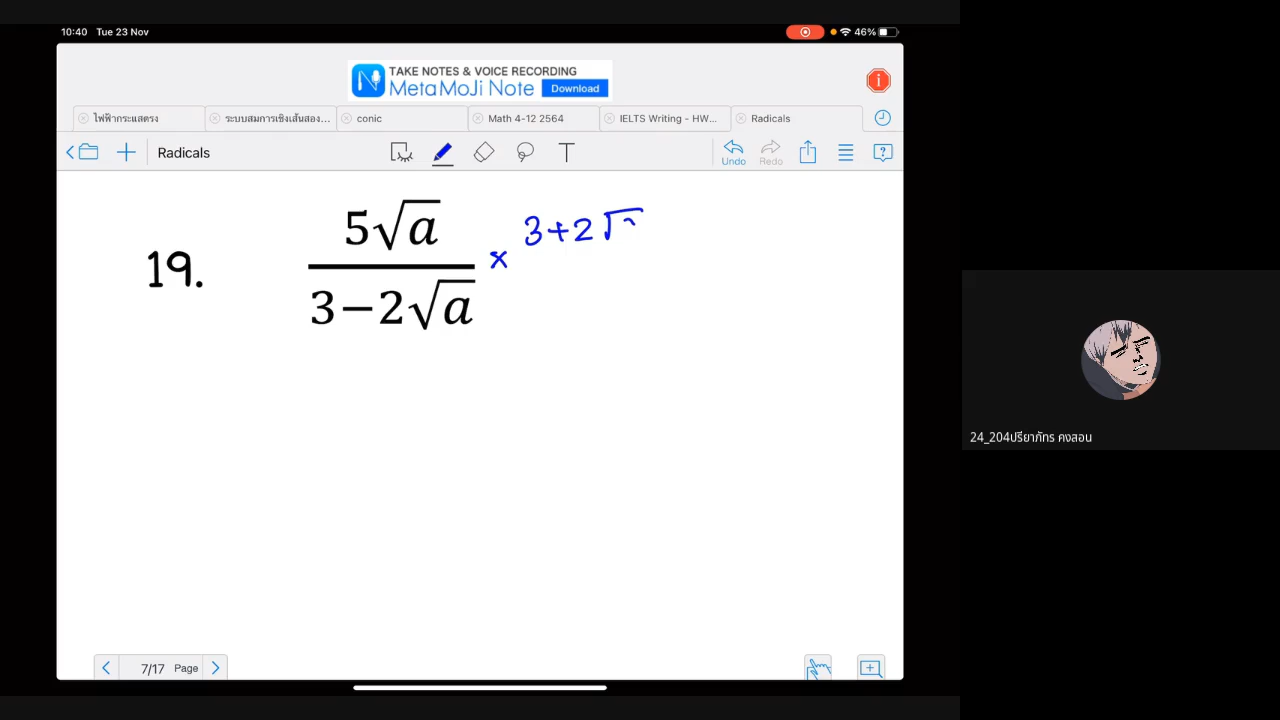 10:40 Tue 23 Nov 46%
TAKE NOTES & VOICE RECORDING
MetaMoJi Note Download
ไฟฟ้ากระแสตรง ระบบสมการเชิงเส้นสอง... conic Math 4-12 2564 IELTS Writing - HW... Radicals
Radicals T Undo Redo
19. 5√a / 3−2√a × 3+2√
24_204ปรียาภัทร คงสอน
7/17 Page